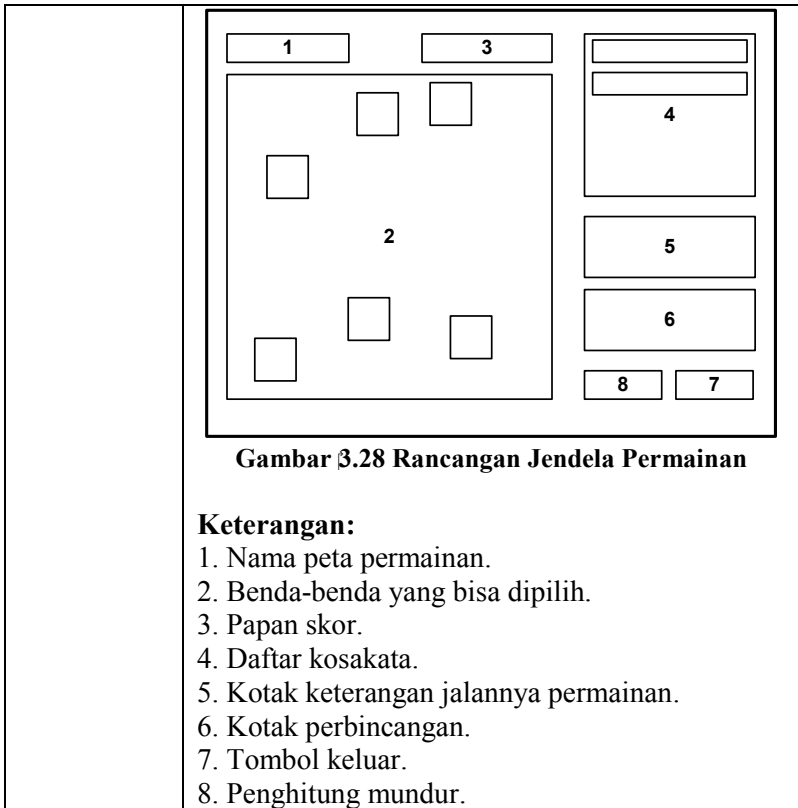 1
3
4
2
5
6
8
7
Gambar 3.28 Rancangan Jendela Permainan
Keterangan:
1. Nama peta permainan.
2. Benda-benda yang bisa dipilih.
3. Papan skor.
4. Daftar kosakata.
5. Kotak keterangan jalannya permainan.
6. Kotak perbincangan.
7. Tombol keluar.
8. Penghitung mundur.